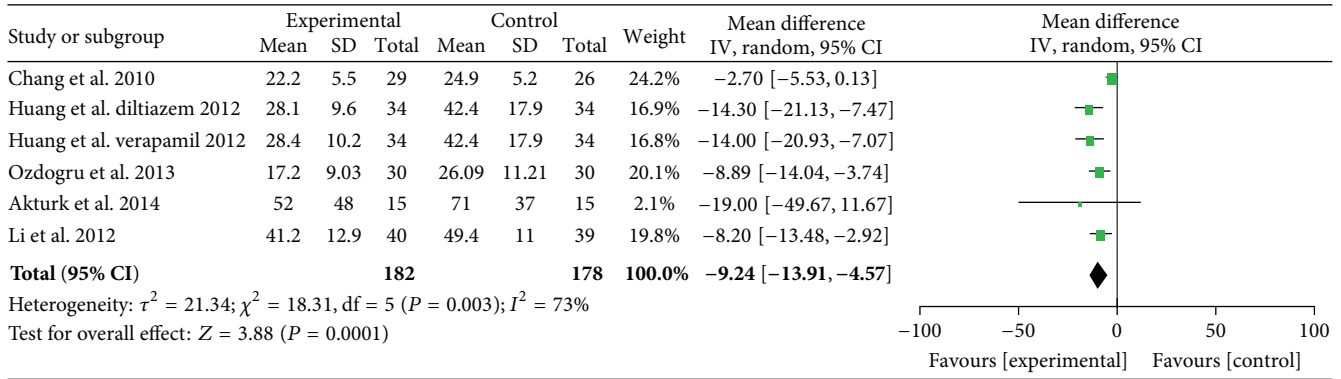 Study or subgroup Experimental Control Weight Mean difference Mean difference
Mean SD Total Mean SD Total IV, random, 95% CI IV, random, 95% CI
Chang et al. 2010 22.2 5.5 29 24.9 5.2 26 24.2% −2.70 [−5.53, 0.13]
Huang et al. diltiazem 2012 28.1 9.6 34 42.4 17.9 34 16.9% −14.30 [−21.13, −7.47]
Huang et al. verapamil 2012 28.4 10.2 34 42.4 17.9 34 16.8% −14.00 [−20.93, −7.07]
Ozdogru et al. 2013 17.2 9.03 30 26.09 11.21 30 20.1% −8.89 [−14.04, −3.74]
Akturk et al. 2014 52 48 15 71 37 15 2.1% −19.00 [−49.67, 11.67]
Li et al. 2012 41.2 12.9 40 49.4 11 39 19.8% −8.20 [−13.48, −2.92]
Total (95% CI) 182 178 100.0% −9.24 [−13.91, −4.57]
Heterogeneity: τ² = 21.34; χ² = 18.31, df = 5 (P = 0.003); I² = 73%
Test for overall effect: Z = 3.88 (P = 0.0001)
−100 −50 0 50 100
Favours [experimental] Favours [control]